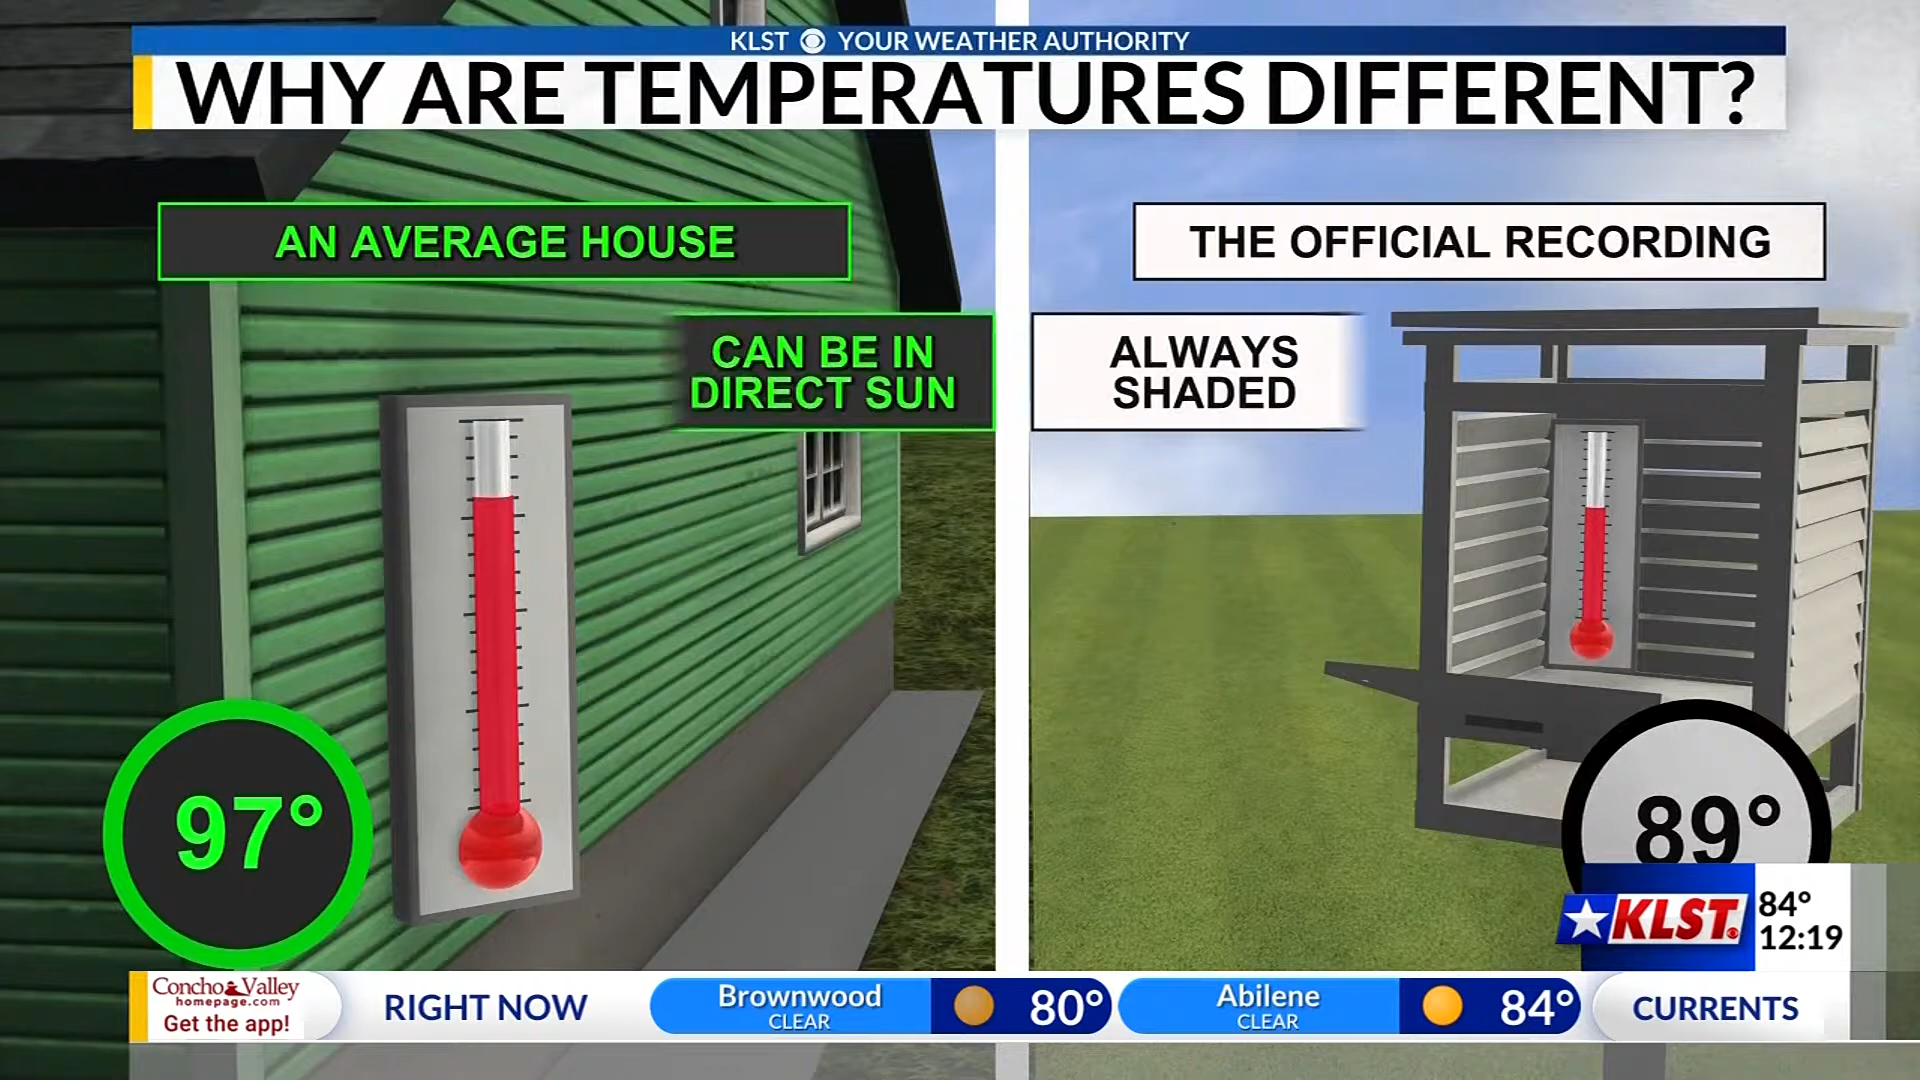 KLST YOUR WEATHER AUTHORITY
WHY ARE TEMPERATURES DIFFERENT?
AN AVERAGE HOUSE
THE OFFICIAL RECORDING
CAN BE IN
DIRECT SUN
ALWAYS
SHADED
97°
89°
KLST
84°
12:19
Concho Valley
homepage.com
Get the app!
RIGHT NOW
Brownwood
CLEAR
80°
Abilene
CLEAR
84°
CURRENTS